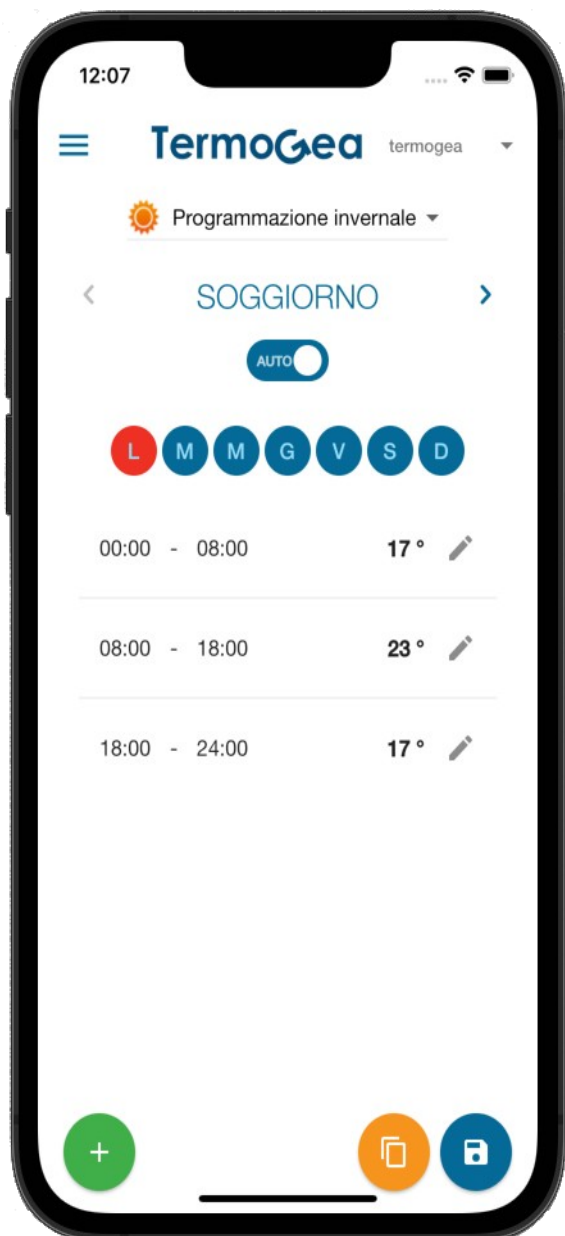 12:07
TermoGea termogea
Programmazione invernale
SOGGIORNO
AUTO
L M M G V S D
00:00 - 08:00 17 °
08:00 - 18:00 23 °
18:00 - 24:00 17 °
+